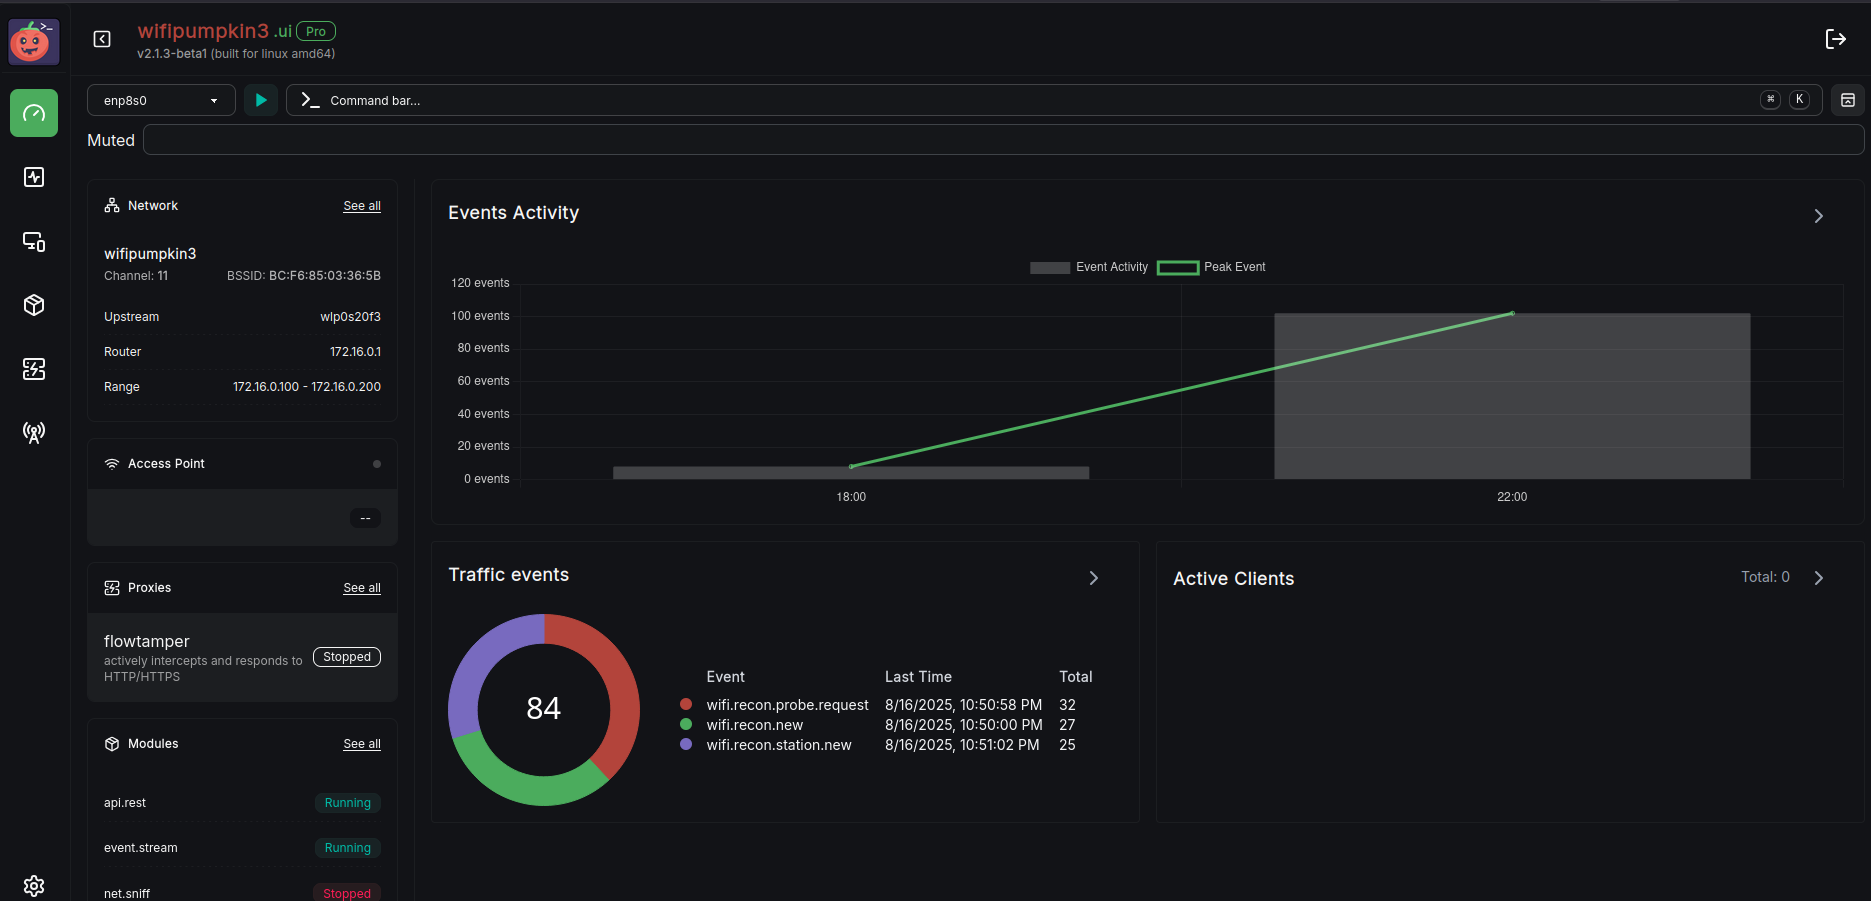 wifipumpkin3 .ui Pro
v2.1.3-beta1 (built for linux amd64)
enp8s0
Command bar...
⌘ K
Muted
Network See all
wifipumpkin3
Channel: 11 BSSID: BC:F6:85:03:36:5B
Upstream wlp0s20f3
Router 172.16.0.1
Range 172.16.0.100 - 172.16.0.200
Access Point
--
Proxies See all
flowtamper
actively intercepts and responds to
HTTP/HTTPS
Stopped
Modules See all
api.rest Running
event.stream Running
net.sniff Stopped
Events Activity
Event Activity Peak Event
120 events
100 events
80 events
60 events
40 events
20 events
0 events
18:00 22:00
Traffic events
84
Event Last Time Total
wifi.recon.probe.request 8/16/2025, 10:50:58 PM 32
wifi.recon.new 8/16/2025, 10:50:00 PM 27
wifi.recon.station.new 8/16/2025, 10:51:02 PM 25
Active Clients Total: 0